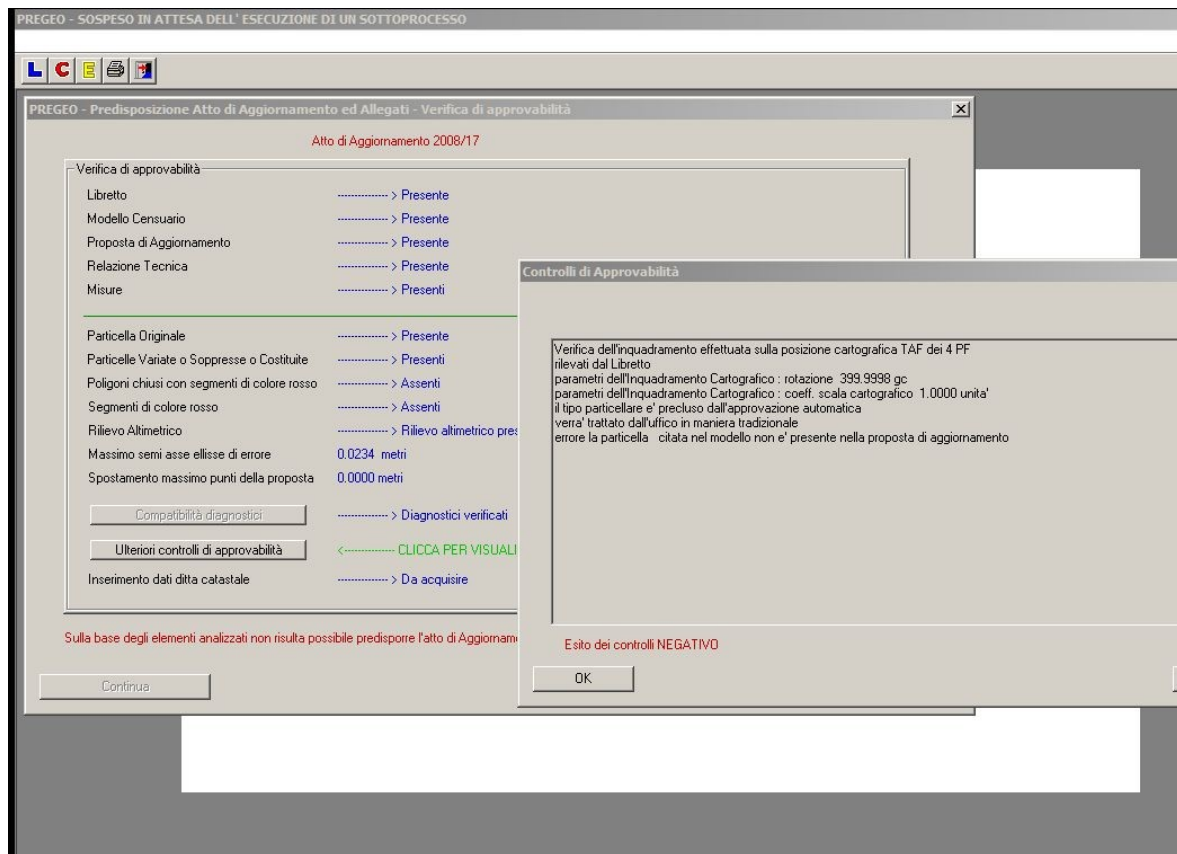 PREGEO - SOSPESO IN ATTESA DELL' ESECUZIONE DI UN SOTTOPROCESSO
L C E
PREGEO - Predisposizione Atto di Aggiornamento ed Allegati - Verifica di approvabilità
Atto di Aggiornamento 2008/17
Verifica di approvabilità
Libretto -------------- > Presente
Modello Censuario -------------- > Presente
Proposta di Aggiornamento -------------- > Presente
Relazione Tecnica -------------- > Presente
Misure -------------- > Presenti
Particella Originale -------------- > Presente
Particelle Variate o Soppresse o Costituite -------------- > Presenti
Poligoni chiusi con segmenti di colore rosso -------------- > Assenti
Segmenti di colore rosso -------------- > Assenti
Rilievo Altimetrico -------------- > Rilievo altimetrico pres
Massimo semi asse ellisse di errore 0.0234 metri
Spostamento massimo punti della proposta 0.0000 metri
Compatibilità diagnostici -------------- > Diagnostici verificati
Ulteriori controlli di approvabilità <-------------- CLICCA PER VISUALI
Inserimento dati ditta catastale -------------- > Da acquisire
Sulla base degli elementi analizzati non risulta possibile predisporre l'atto di Aggiornam
Continua
Controlli di Approvabilità
Verifica dell'inquadramento effettuata sulla posizione cartografica TAF dei 4 PF
rilevati dal Libretto
parametri dell'Inquadramento Cartografico : rotazione 399.9998 gc
parametri dell'Inquadramento Cartografico : coeff. scala cartografico 1.0000 unita'
il tipo particellare e' precluso dall'approvazione automatica
verra' trattato dall'uffico in maniera tradizionale
errore la particella citata nel modello non e' presente nella proposta di aggiornamento
Esito dei controlli NEGATIVO
OK